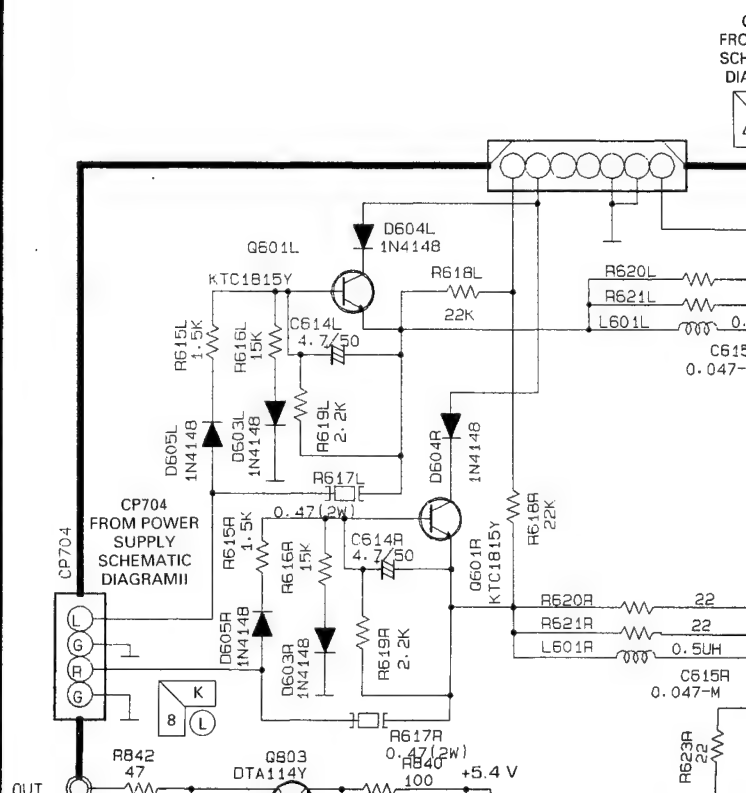 FRO
SCH
DIA
D604L
1N4148
Q601L
KTC1815Y
R618L
22K
R620L
R621L
L601L
0.
C615
0.047-
R615L
1.5K
R616L
15K
C614L
4.7/50
R619L
2.2K
D605L
1N4148
D603L
1N4148
R617L
0.47(2W)
D604R
1N4148
R618R
22K
Q601R
KTC1815Y
CP704
FROM POWER
SUPPLY
SCHEMATIC
DIAGRAMII
CP704
L
G
R
G
R615R
1.5K
R616R
15K
C614R
4.7/50
R619R
2.2K
D605R
1N4148
D603R
1N4148
R620R
22
R621R
22
L601R
0.5UH
C615R
0.047-M
R623R
22
K
8
L
R617R
0.47(2W)
R842
47
Q803
DTA114Y
R840
100
+5.4 V
OUT